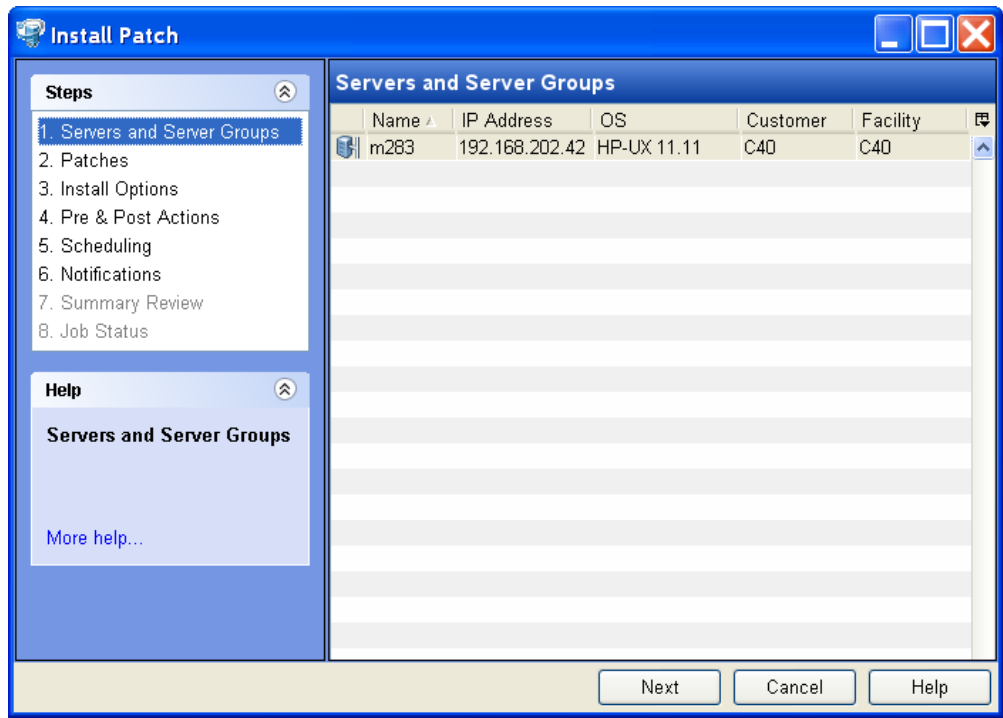 Install Patch
Steps
1. Servers and Server Groups
2. Patches
3. Install Options
4. Pre & Post Actions
5. Scheduling
6. Notifications
7. Summary Review
8. Job Status
Help
Servers and Server Groups
More help...
Servers and Server Groups
Name IP Address OS Customer Facility
m283 192.168.202.42 HP-UX 11.11 C40 C40
Next Cancel Help